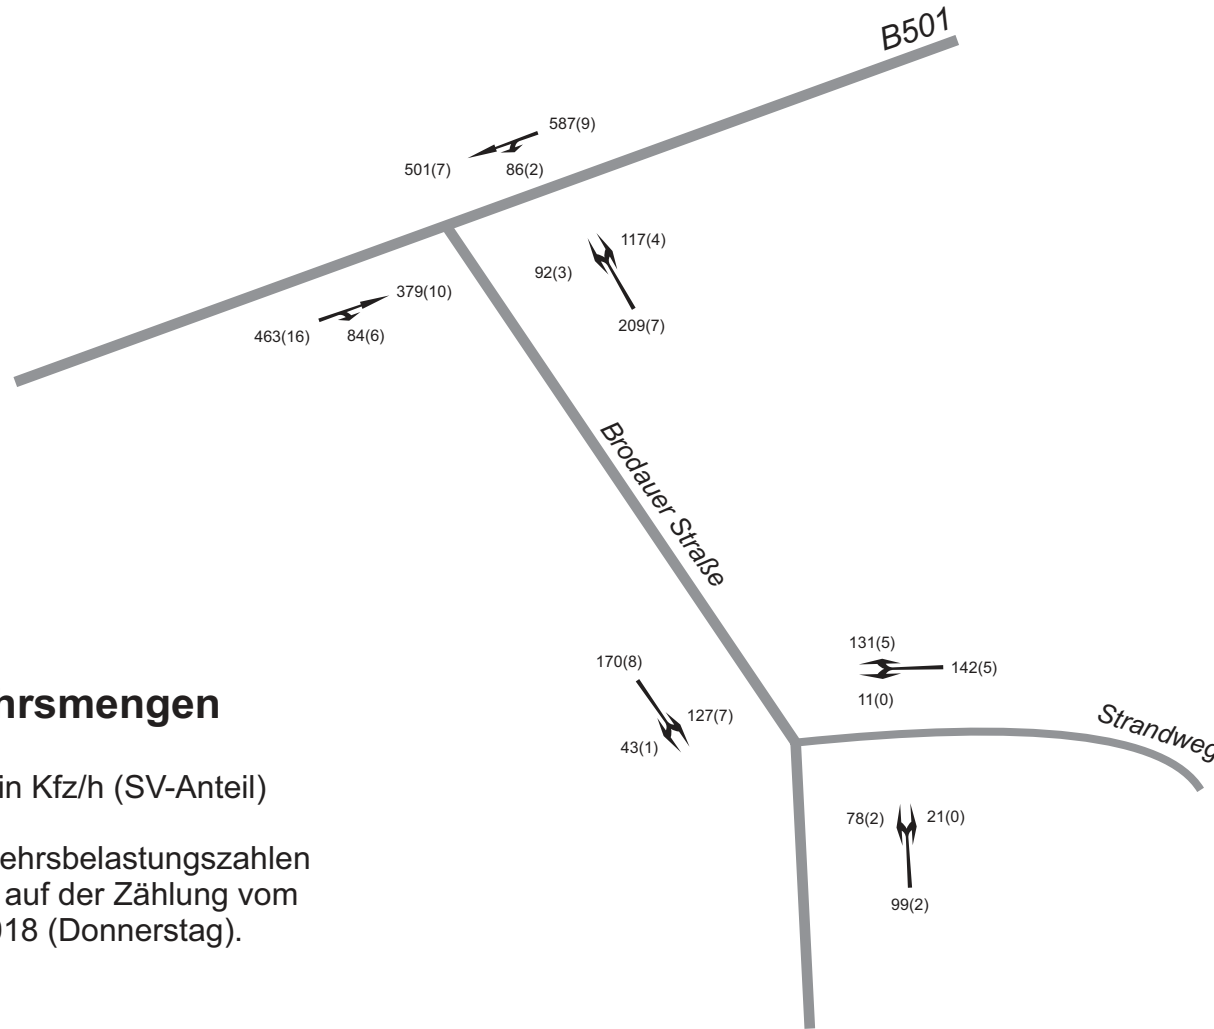 B501
587(9)
501(7)
86(2)
117(4)
92(3)
379(10)
209(7)
463(16)
84(6)
Brodauer Straße
131(5)
170(8)
142(5)
11(0)
127(7)
43(1)
Strandweg
hrsmengen
in Kfz/h (SV-Anteil)
78(2)
21(0)
ehrsbelastungszahlen
auf der Zählung vom
99(2)
018 (Donnerstag).